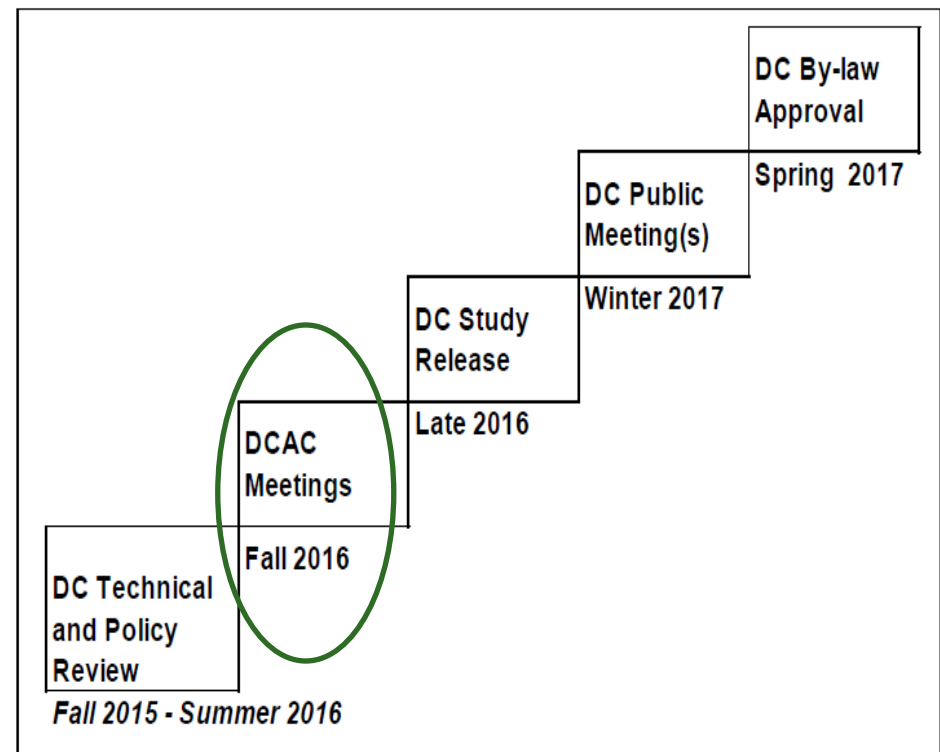 DC By-law
Approval
Spring 2017
DC Public
Meeting(s)
Winter 2017
DC Study
Release
Late 2016
DCAC
Meetings
Fall 2016
DC Technical
and Policy
Review
Fall 2015 - Summer 2016